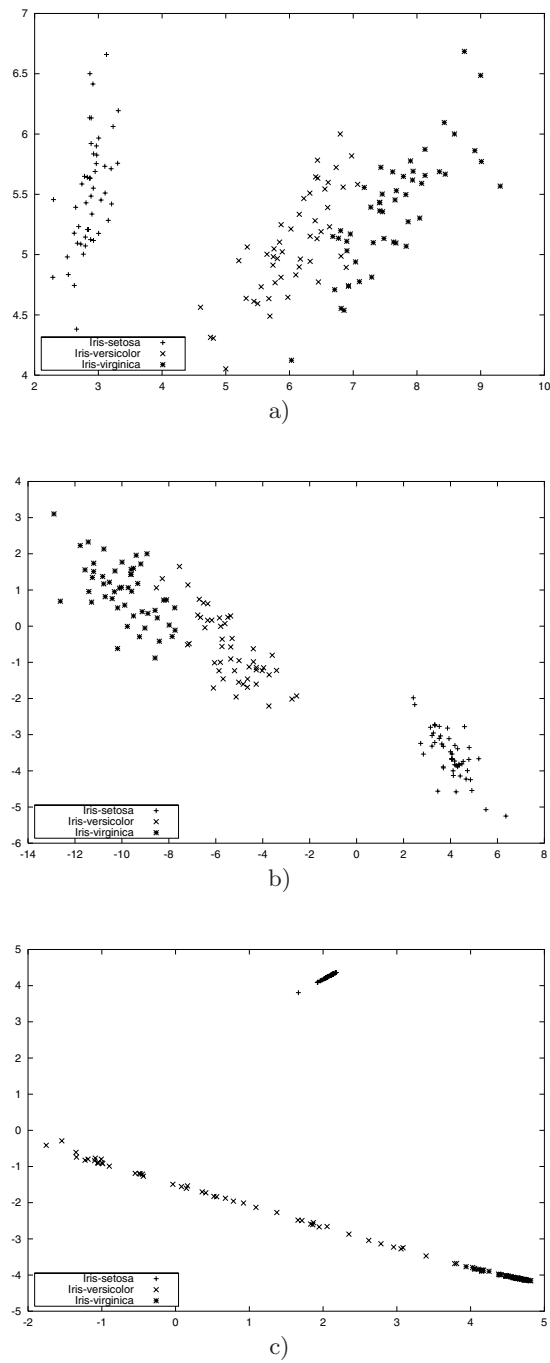 7
6.5
6
5.5
5
4.5
4
Iris-setosa
Iris-versicolor
Iris-virginica
2 3 4 5 6 7 8 9 10
a)
4
3
2
1
0
-1
-2
-3
-4
-5
-6
Iris-setosa
Iris-versicolor
Iris-virginica
-14 -12 -10 -8 -6 -4 -2 0 2 4 6 8
b)
5
4
3
2
1
0
-1
-2
-3
-4
-5
Iris-setosa
Iris-versicolor
Iris-virginica
-2 -1 0 1 2 3 4 5
c)